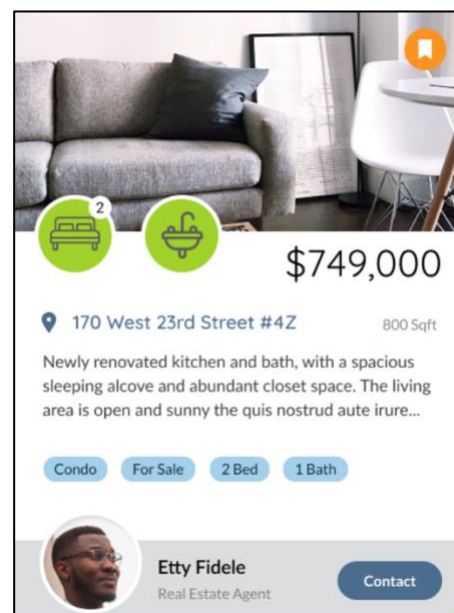 2
$749,000
170 West 23rd Street #4Z
800 Sqft
Newly renovated kitchen and bath, with a spacious
sleeping alcove and abundant closet space. The living
area is open and sunny the quis nostrud aute irure...
Condo
For Sale
2 Bed
1 Bath
Etty Fidele
Real Estate Agent
Contact